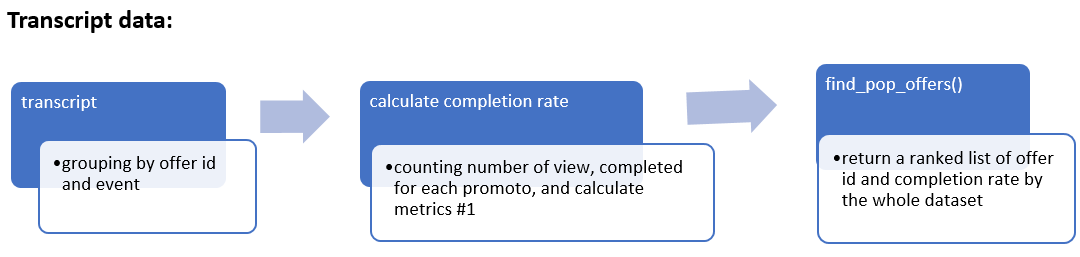 Transcript data:
transcript
•grouping by offer id
and event
calculate completion rate
•counting number of view, completed
for each promoto, and calculate
metrics #1
find_pop_offers()
•return a ranked list of offer
id and completion rate by
the whole dataset